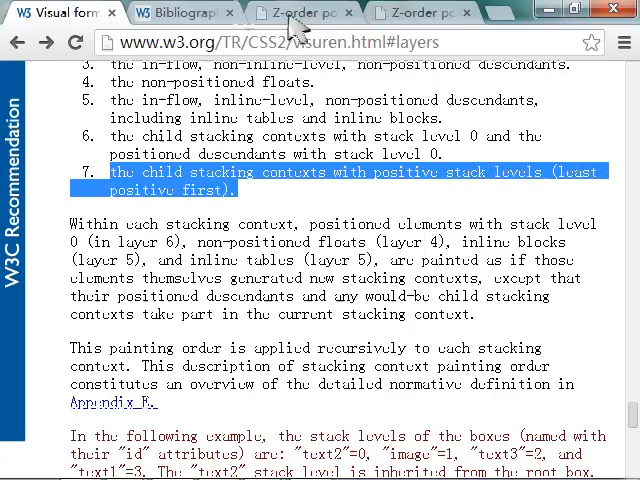 Visual form
Bibliograph
Z-order po
Z-order po
www.w3.org/TR/CSS2/visuren.html#layers
W3C Recommendation
3. the in-flow, non-inline-level, non-positioned descendants.
4. the non-positioned floats.
5. the in-flow, inline-level, non-positioned descendants,
including inline tables and inline blocks.
6. the child stacking contexts with stack level 0 and the
positioned descendants with stack level 0.
7. the child stacking contexts with positive stack levels (least
positive first).
Within each stacking context, positioned elements with stack level
0 (in layer 6), non-positioned floats (layer 4), inline blocks
(layer 5), and inline tables (layer 5), are painted as if those
elements themselves generated new stacking contexts, except that
their positioned descendants and any would-be child stacking
contexts take part in the current stacking context.
This painting order is applied recursively to each stacking
context. This description of stacking context painting order
constitutes an overview of the detailed normative definition in
Appendix E.
In the following example, the stack levels of the boxes (named with
their "id" attributes) are: "text2"=0, "image"=1, "text3"=2, and
"text1"=3. The "text2" stack level is inherited from the root box.